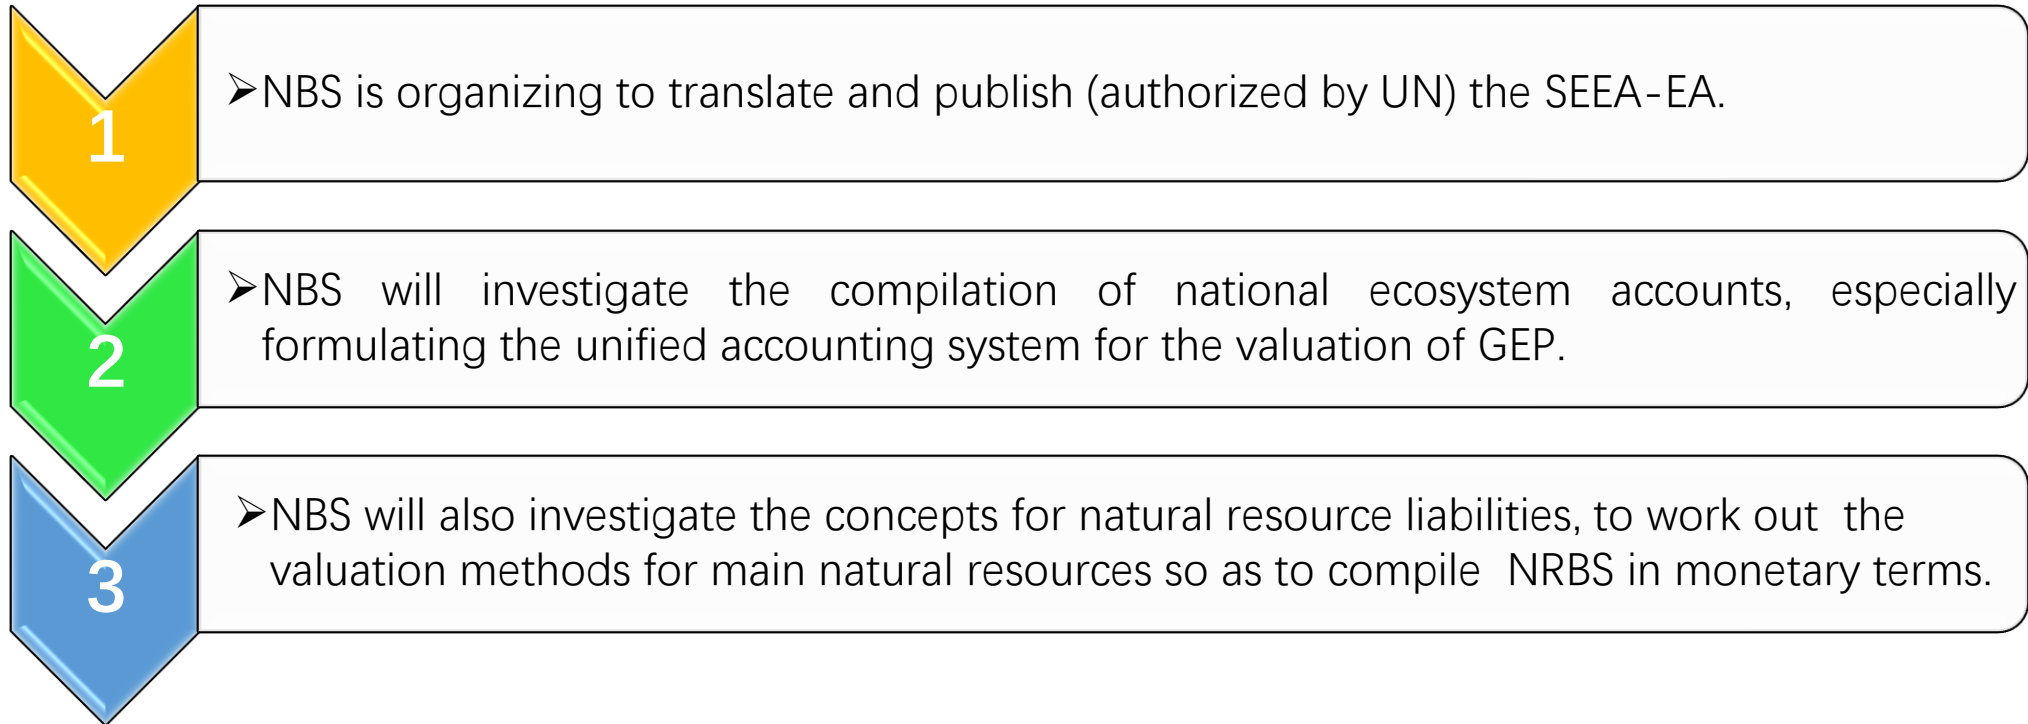 1
➢NBS is organizing to translate and publish (authorized by UN) the SEEA-EA.
2
➢NBS will investigate the compilation of national ecosystem accounts, especially
formulating the unified accounting system for the valuation of GEP.
3
➢NBS will also investigate the concepts for natural resource liabilities, to work out the
valuation methods for main natural resources so as to compile NRBS in monetary terms.